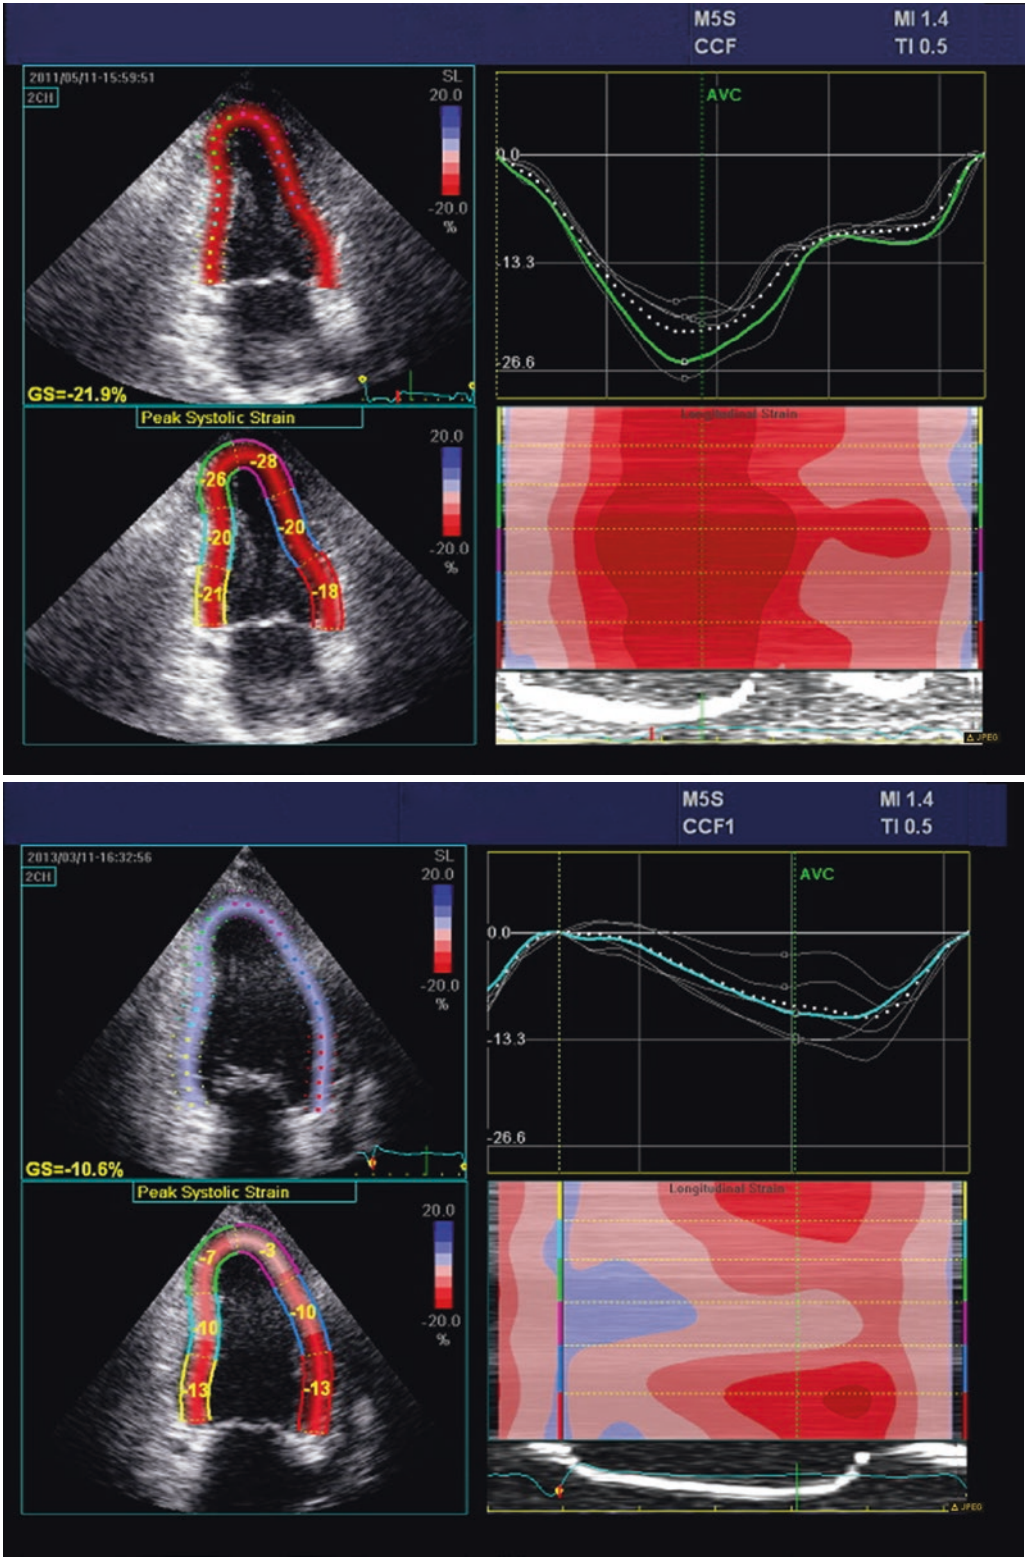 M5S MI 1.4
CCF TI 0.5
2011/05/11-15:59:51
2CH
SL
20.0
-20.0
%
GS=-21.9%
AVC
0.0
-13.3
-26.6
Peak Systolic Strain
20.0
-20.0
%
-28
-26
-20
-20
-21
-18
Longitudinal Strain
JPEG
M5S MI 1.4
CCF1 TI 0.5
2013/03/11-16:32:56
2CH
SL
20.0
-20.0
%
GS=-10.6%
AVC
0.0
-13.3
-26.6
Peak Systolic Strain
20.0
-20.0
%
-7
-3
-10
-10
-13
-13
Longitudinal Strain
JPEG